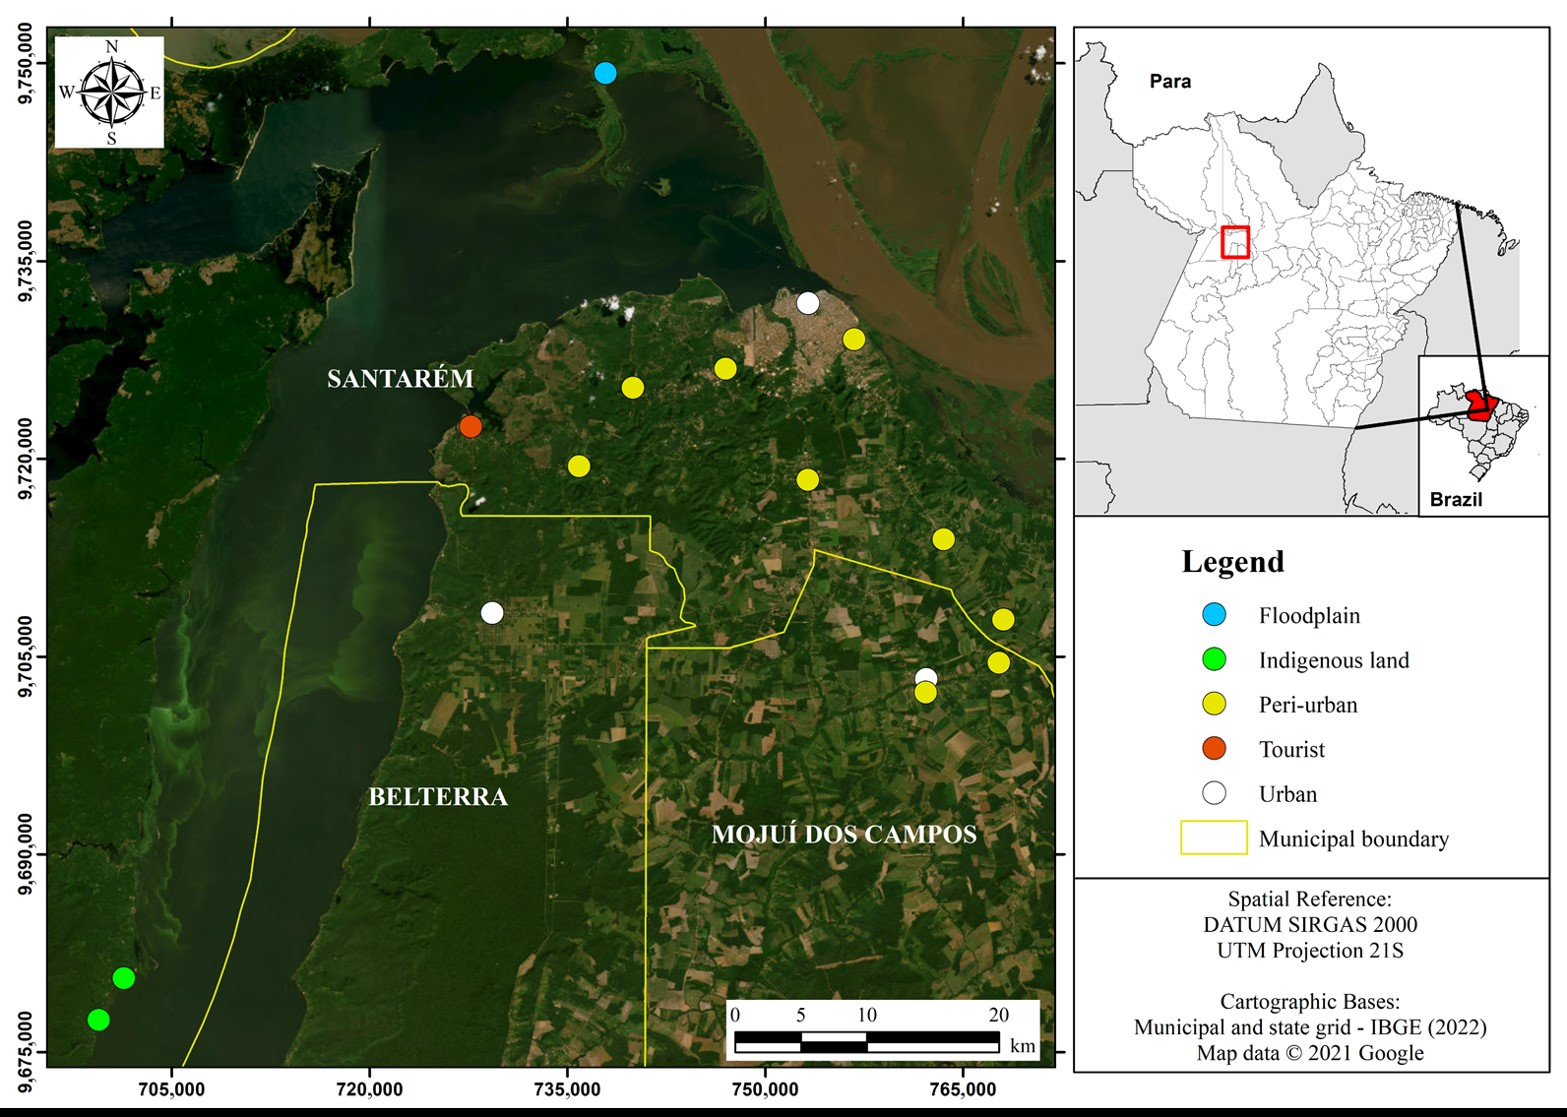 N
W E
S
9,750,000
9,735,000
9,720,000
9,705,000
9,690,000
9,675,000
SANTARÉM
BELTERRA
MOJUÍ DOS CAMPOS
0 5 10 20
km
705,000 720,000 735,000 750,000 765,000
Para
Brazil
Legend
Floodplain
Indigenous land
Peri-urban
Tourist
Urban
Municipal boundary
Spatial Reference:
DATUM SIRGAS 2000
UTM Projection 21S
Cartographic Bases:
Municipal and state grid - IBGE (2022)
Map data © 2021 Google